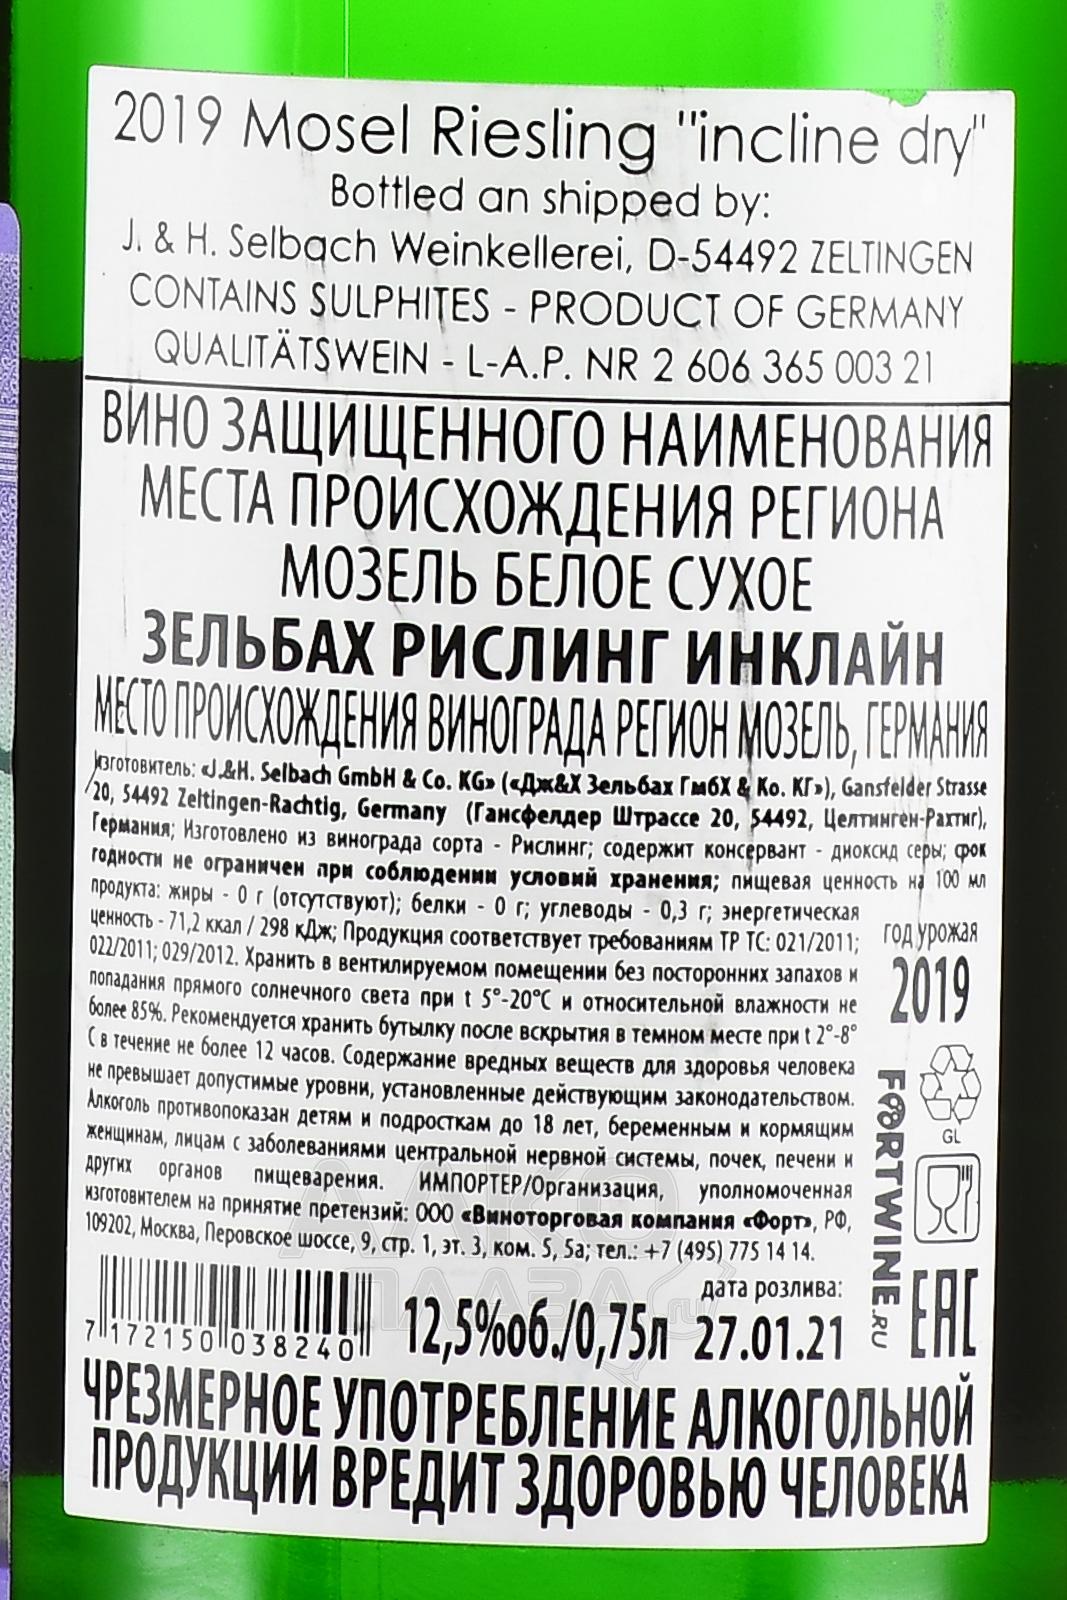 2019 Mosel Riesling "incline dry"
Bottled an shipped by:
J. & H. Selbach Weinkellerei, D-54492 ZELTINGEN
CONTAINS SULPHITES - PRODUCT OF GERMANY
QUALITÄTSWEIN - L-A.P. NR 2 606 365 003 21
ВИНО ЗАЩИЩЕННОГО НАИМЕНОВАНИЯ
МЕСТА ПРОИСХОЖДЕНИЯ РЕГИОНА
МОЗЕЛЬ БЕЛОЕ СУХОЕ
ЗЕЛЬБАХ РИСЛИНГ ИНКЛАЙН
МЕСТО ПРОИСХОЖДЕНИЯ ВИНОГРАДА РЕГИОН МОЗЕЛЬ, ГЕРМАНИЯ
Изготовитель: «J.&H. Selbach GmbH & Co. KG» («Дж&Х Зельбах ГмбХ & Ко. КГ»), Gansfelder Strasse
20, 54492 Zeltingen-Rachtig, Germany (Гансфелдер Штрассе 20, 54492, Целтинген-Рахтиг),
Германия; Изготовлено из винограда сорта - Рислинг; содержит консервант - диоксид серы; срок
годности не ограничен при соблюдении условий хранения; пищевая ценность на 100 мл
продукта: жиры - 0 г (отсутствуют); белки - 0 г; углеводы - 0,3 г; энергетическая
ценность - 71,2 ккал / 298 кДж; Продукция соответствует требованиям ТР ТС: 021/2011;
022/2011; 029/2012. Хранить в вентилируемом помещении без посторонних запахов и
попадания прямого солнечного света при t 5°-20°C и относительной влажности не
более 85%. Рекомендуется хранить бутылку после вскрытия в темном месте при t 2°-8°
С в течение не более 12 часов. Содержание вредных веществ для здоровья человека
не превышает допустимые уровни, установленные действующим законодательством.
Алкоголь противопоказан детям и подросткам до 18 лет, беременным и кормящим
женщинам, лицам с заболеваниями центральной нервной системы, почек, печени и
других органов пищеварения. ИМПОРТЕР/Организация, уполномоченная
изготовителем на принятие претензий: ООО «Виноторговая компания «Форт», РФ,
109202, Москва, Перовское шоссе, 9, стр. 1, эт. 3, ком. 5, 5а; тел.: +7 (495) 775 14 14.
год урожая
2019
GL
FORTWINE.RU
EAC
7 172150 038240
12,5%об./0,75л
дата розлива:
27.01.21
ЧРЕЗМЕРНОЕ УПОТРЕБЛЕНИЕ АЛКОГОЛЬНОЙ
ПРОДУКЦИИ ВРЕДИТ ЗДОРОВЬЮ ЧЕЛОВЕКА
АЛКО
ПЛАЗА.ru